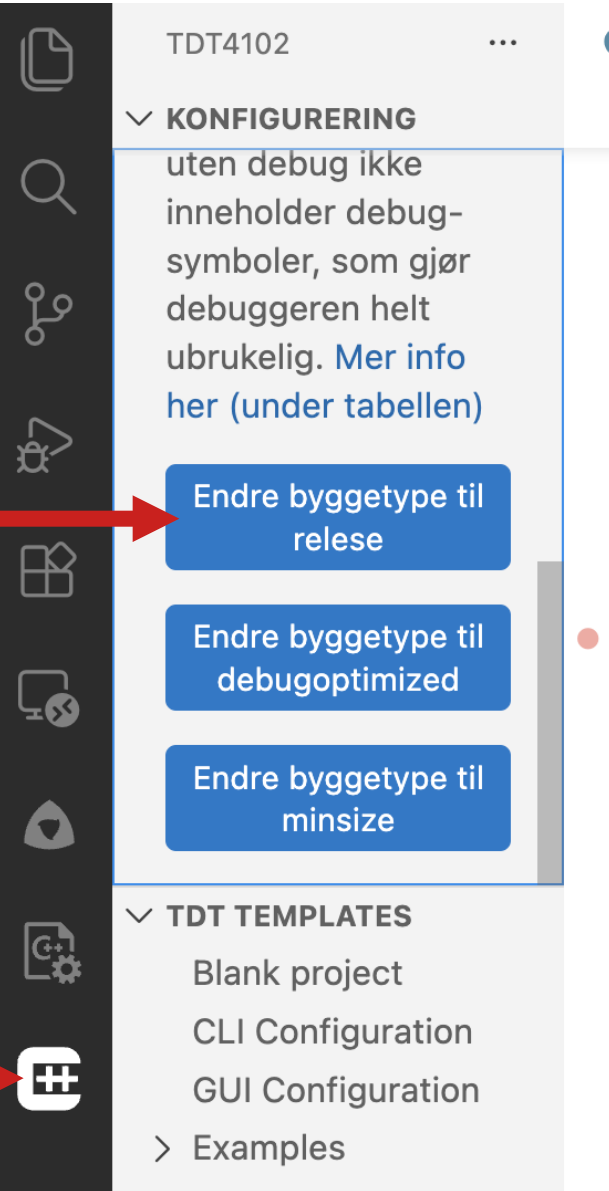 TDT4102
KONFIGURERING
uten debug ikke
inneholder debug-
symboler, som gjør
debuggeren helt
ubrukelig. Mer info
her (under tabellen)
Endre byggetype til
relese
Endre byggetype til
debugoptimized
Endre byggetype til
minsize
TDT TEMPLATES
Blank project
CLI Configuration
GUI Configuration
Examples
C++